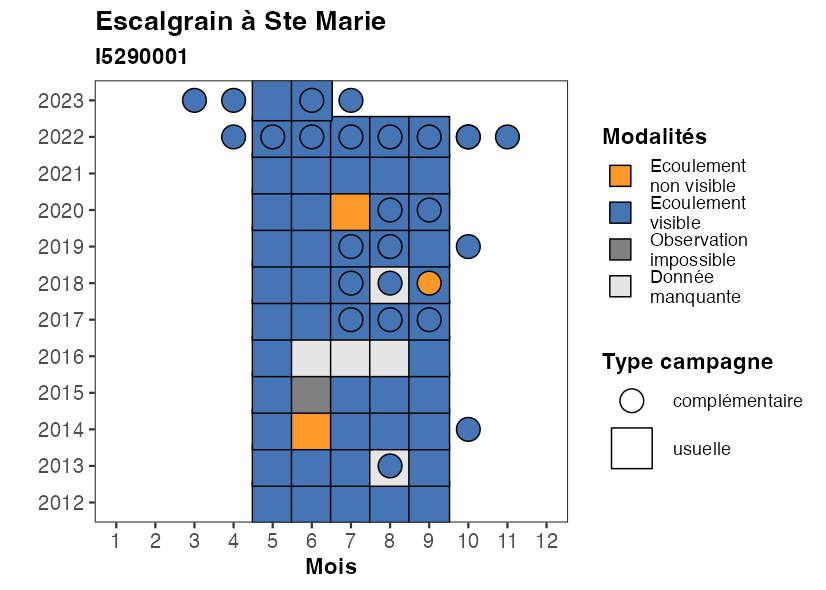 Escalgrain à Ste Marie
I5290001
2023
2022
2021
2020
2019
2018
2017
2016
2015
2014
2013
2012
1 2 3 4 5 6 7 8 9 10 11 12
Mois
Modalités
Ecoulement
non visible
Ecoulement
visible
Observation
impossible
Donnée
manquante
Type campagne
complémentaire
usuelle